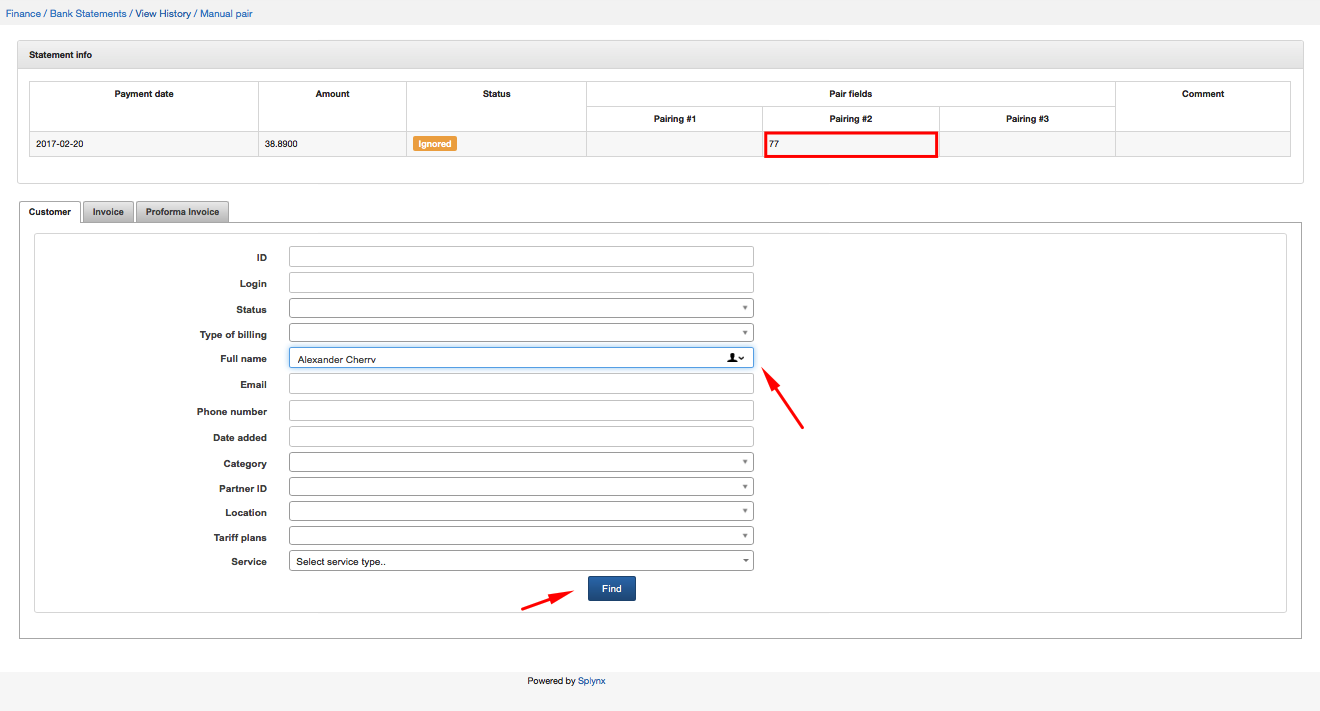 Finance / Bank Statements / View History / Manual pair
Statement info
Payment date Amount Status Pair fields Comment
Pairing #1 Pairing #2 Pairing #3
2017-02-20 38.8900 Ignored 77
Customer Invoice Proforma Invoice
ID
Login
Status
Type of billing
Full name Alexander Cherry
Email
Phone number
Date added
Category
Partner ID
Location
Tariff plans
Service Select service type..
Find
Powered by Splynx